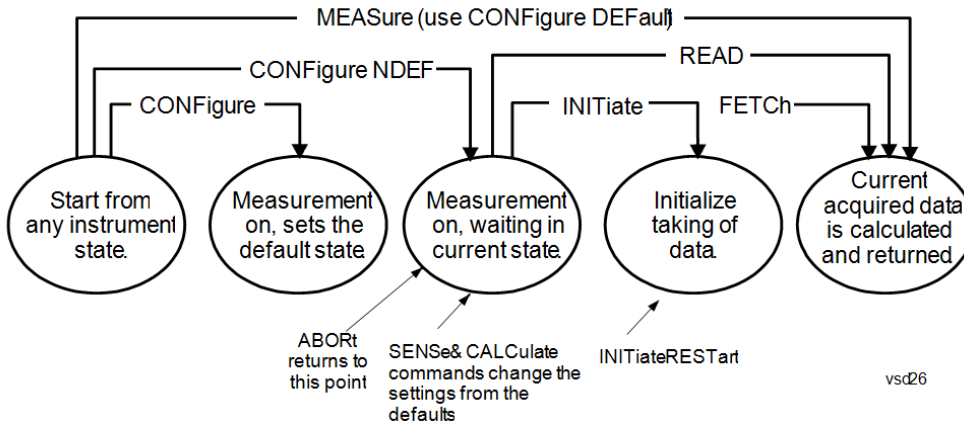 MEASure (use CONFigure DEFault)
CONFigure NDEF
READ
CONFigure
INITiate
FETCh
Start from
any instrument
state.
Measurement
on, sets the
default state.
Measurement
on, waiting in
current state.
Initialize
taking of
data.
Current
acquired data
is calculated
and returned.
ABORt
returns to
this point
SENSe& CALCulate
commands change the
settings from the
defaults
INITiateRESTart
vsd26